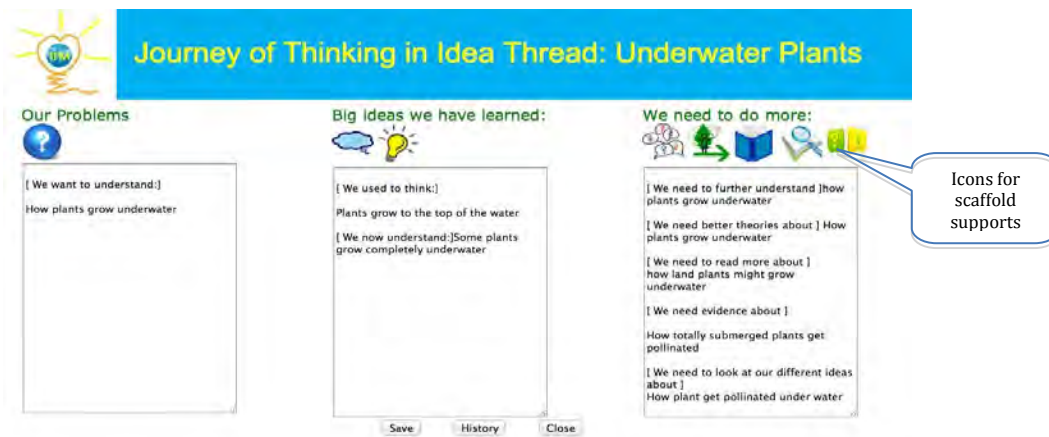 Journey of Thinking in Idea Thread: Underwater Plants
Our Problems
[ We want to understand:]
How plants grow underwater
Big ideas we have learned:
[ We used to think:]
Plants grow to the top of the water
[ We now understand:]Some plants
grow completely underwater
We need to do more:
[ We need to further understand ]how
plants grow underwater
[ We need better theories about ] How
plants grow underwater
[ We need to read more about ]
how land plants might grow
underwater
[ We need evidence about ]
How totally submerged plants get
pollinated
[ We need to look at our different ideas
about ]
How plant get pollinated under water
Icons for
scaffold
supports
Save
History
Close